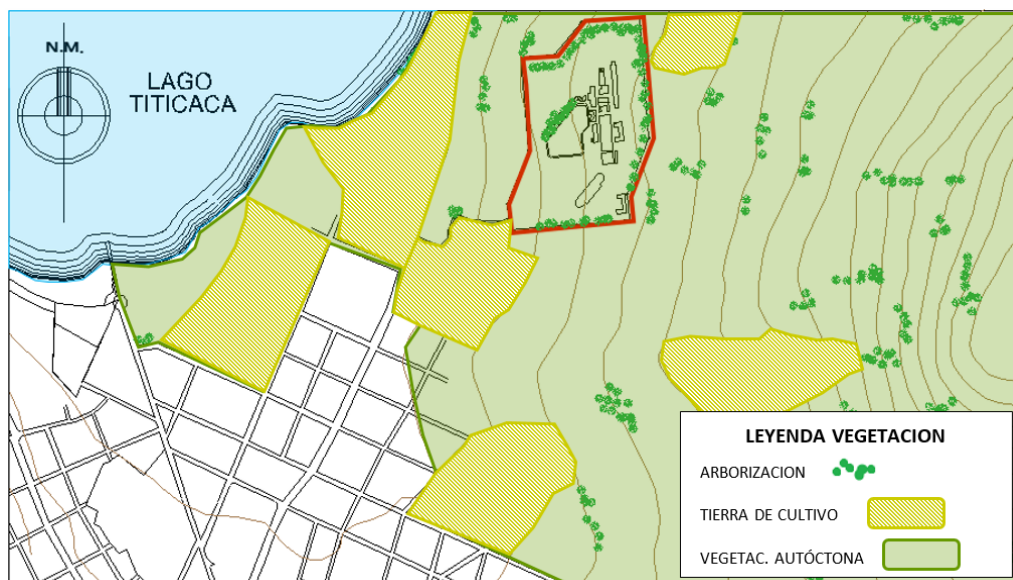 N.M.
LAGO
TITICACA
LEYENDA VEGETACION
ARBORIZACION
TIERRA DE CULTIVO
VEGETAC. AUTÓCTONA